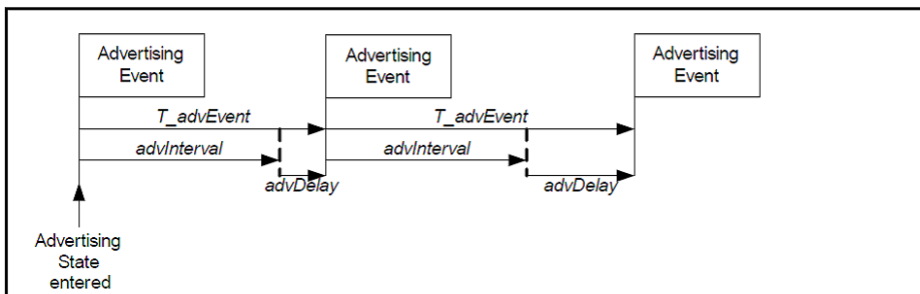 Advertising
Event
Advertising
Event
Advertising
Event
T_advEvent
T_advEvent
advInterval
advInterval
advDelay
advDelay
Advertising
State
entered